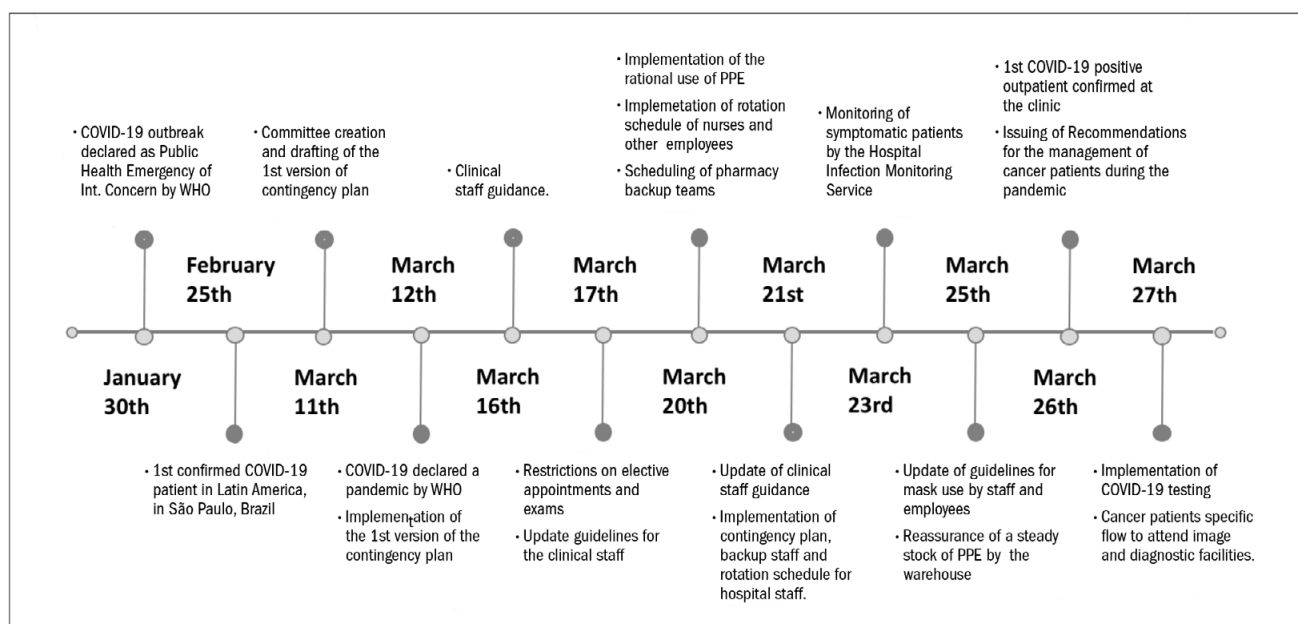 • COVID-19 outbreak
declared as Public
Health Emergency of
Int. Concern by WHO
• Committee creation
and drafting of the
1st version of
contingency plan
• Clinical
staff guidance.
• Implementation of the
rational use of PPE
• Implemetation of rotation
schedule of nurses and
other employees
• Scheduling of pharmacy
backup teams
• Monitoring of
symptomatic patients
by the Hospital
Infection Monitoring
Service
• 1st COVID-19 positive
outpatient confirmed at
the clinic
• Issuing of Recommendations
for the management of
cancer patients during the
pandemic
February
25th
March
12th
March
17th
March
21st
March
25th
March
27th
January
30th
March
11th
March
16th
March
20th
March
23rd
March
26th
• 1st confirmed COVID-19
patient in Latin America,
in São Paulo, Brazil
• COVID-19 declared a
pandemic by WHO
• Implementation of
the 1st version of the
contingency plan
• Restrictions on elective
appointments and
exams
• Update guidelines for
the clinical staff
• Update of clinical
staff guidance
• Implementation of
contingency plan,
backup staff and
rotation schedule for
hospital staff.
• Update of guidelines for
mask use by staff and
employees
• Reassurance of a steady
stock of PPE by the
warehouse
• Implementation of
COVID-19 testing
• Cancer patients specific
flow to attend image
and diagnostic facilities.